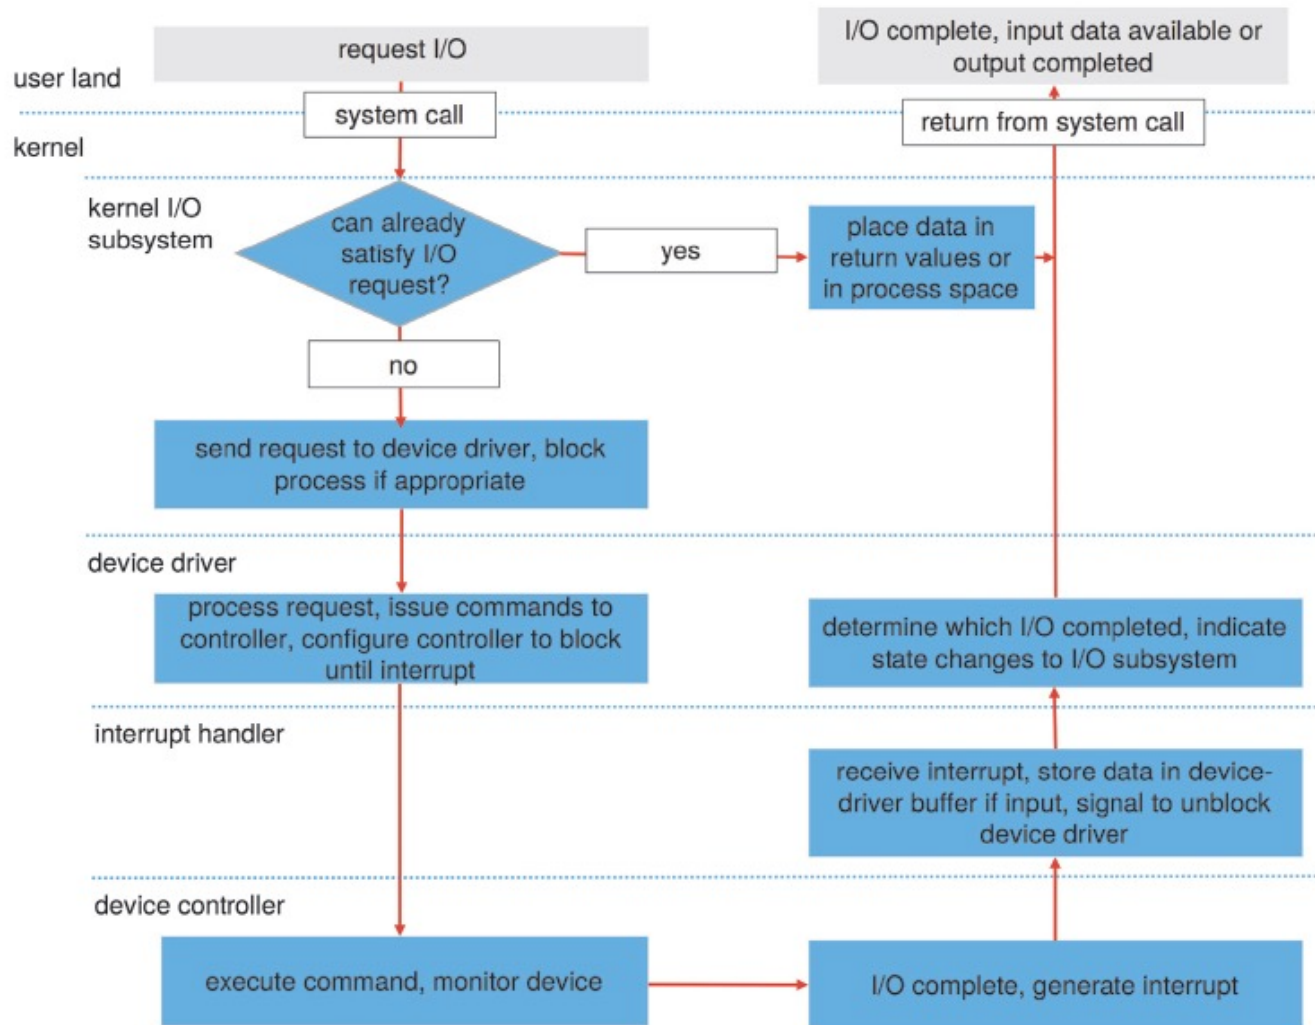 request I/O
I/O complete, input data available or
output completed
user land
system call
return from system call
kernel
kernel I/O
subsystem
can already
satisfy I/O
request?
yes
place data in
return values or
in process space
no
send request to device driver, block
process if appropriate
device driver
process request, issue commands to
controller, configure controller to block
until interrupt
determine which I/O completed, indicate
state changes to I/O subsystem
interrupt handler
receive interrupt, store data in device-
driver buffer if input, signal to unblock
device driver
device controller
execute command, monitor device
I/O complete, generate interrupt